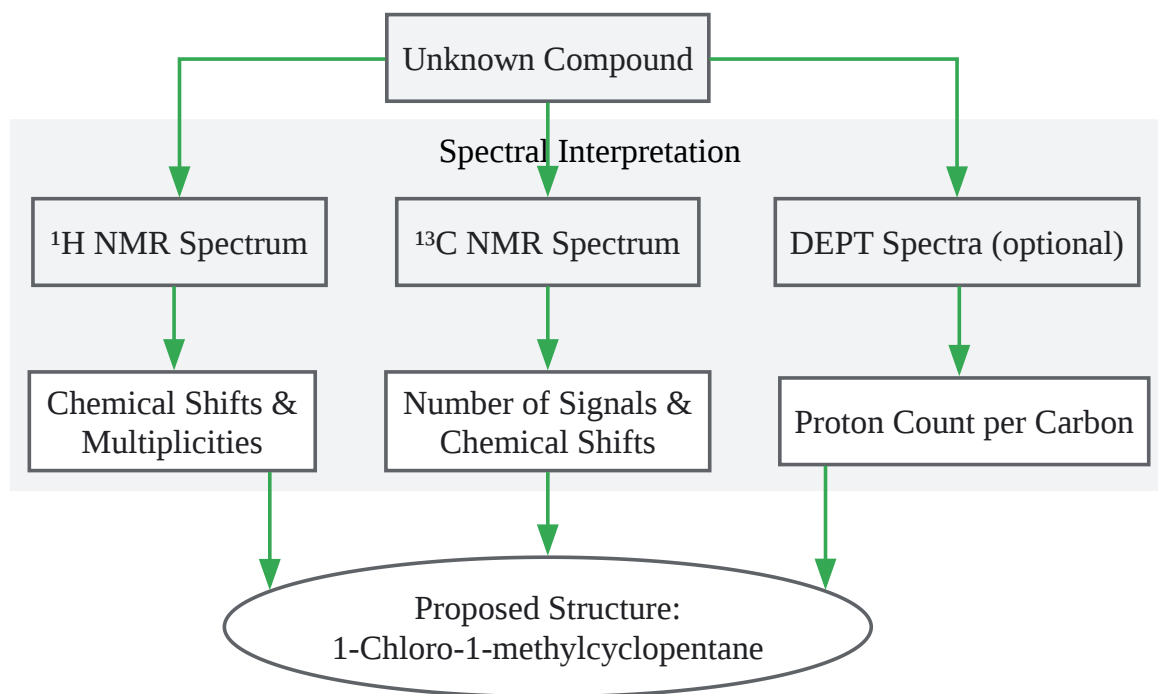 Unknown Compound
Spectral Interpretation
¹H NMR Spectrum
¹³C NMR Spectrum
DEPT Spectra (optional)
Chemical Shifts &
Multiplicities
Number of Signals &
Chemical Shifts
Proton Count per Carbon
Proposed Structure:
1-Chloro-1-methylcyclopentane